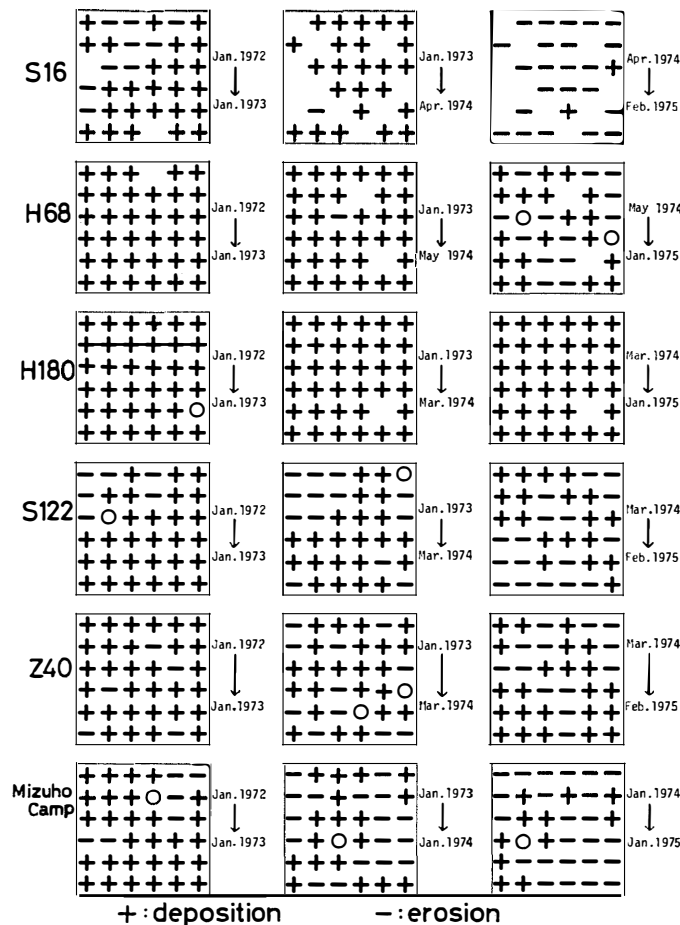 S16
Jan.1972 Jan.1973 Apr.1974
Jan.1973 Apr.1974 Feb.1975
H68
Jan.1972 Jan.1973 May 1974
Jan.1973 May 1974 Jan.1975
H180
Jan.1972 Jan.1973 Mar.1974
Jan.1973 Mar.1974 Jan.1975
S122
Jan.1972 Jan.1973 Mar.1974
Jan.1973 Mar.1974 Feb.1975
Z40
Jan.1972 Jan.1973 Mar.1974
Jan.1973 Mar.1974 Feb.1975
Mizuho
Camp
Jan.1972 Jan.1973 Jan.1974
Jan.1973 Jan.1974 Jan.1975
+ : deposition − : erosion